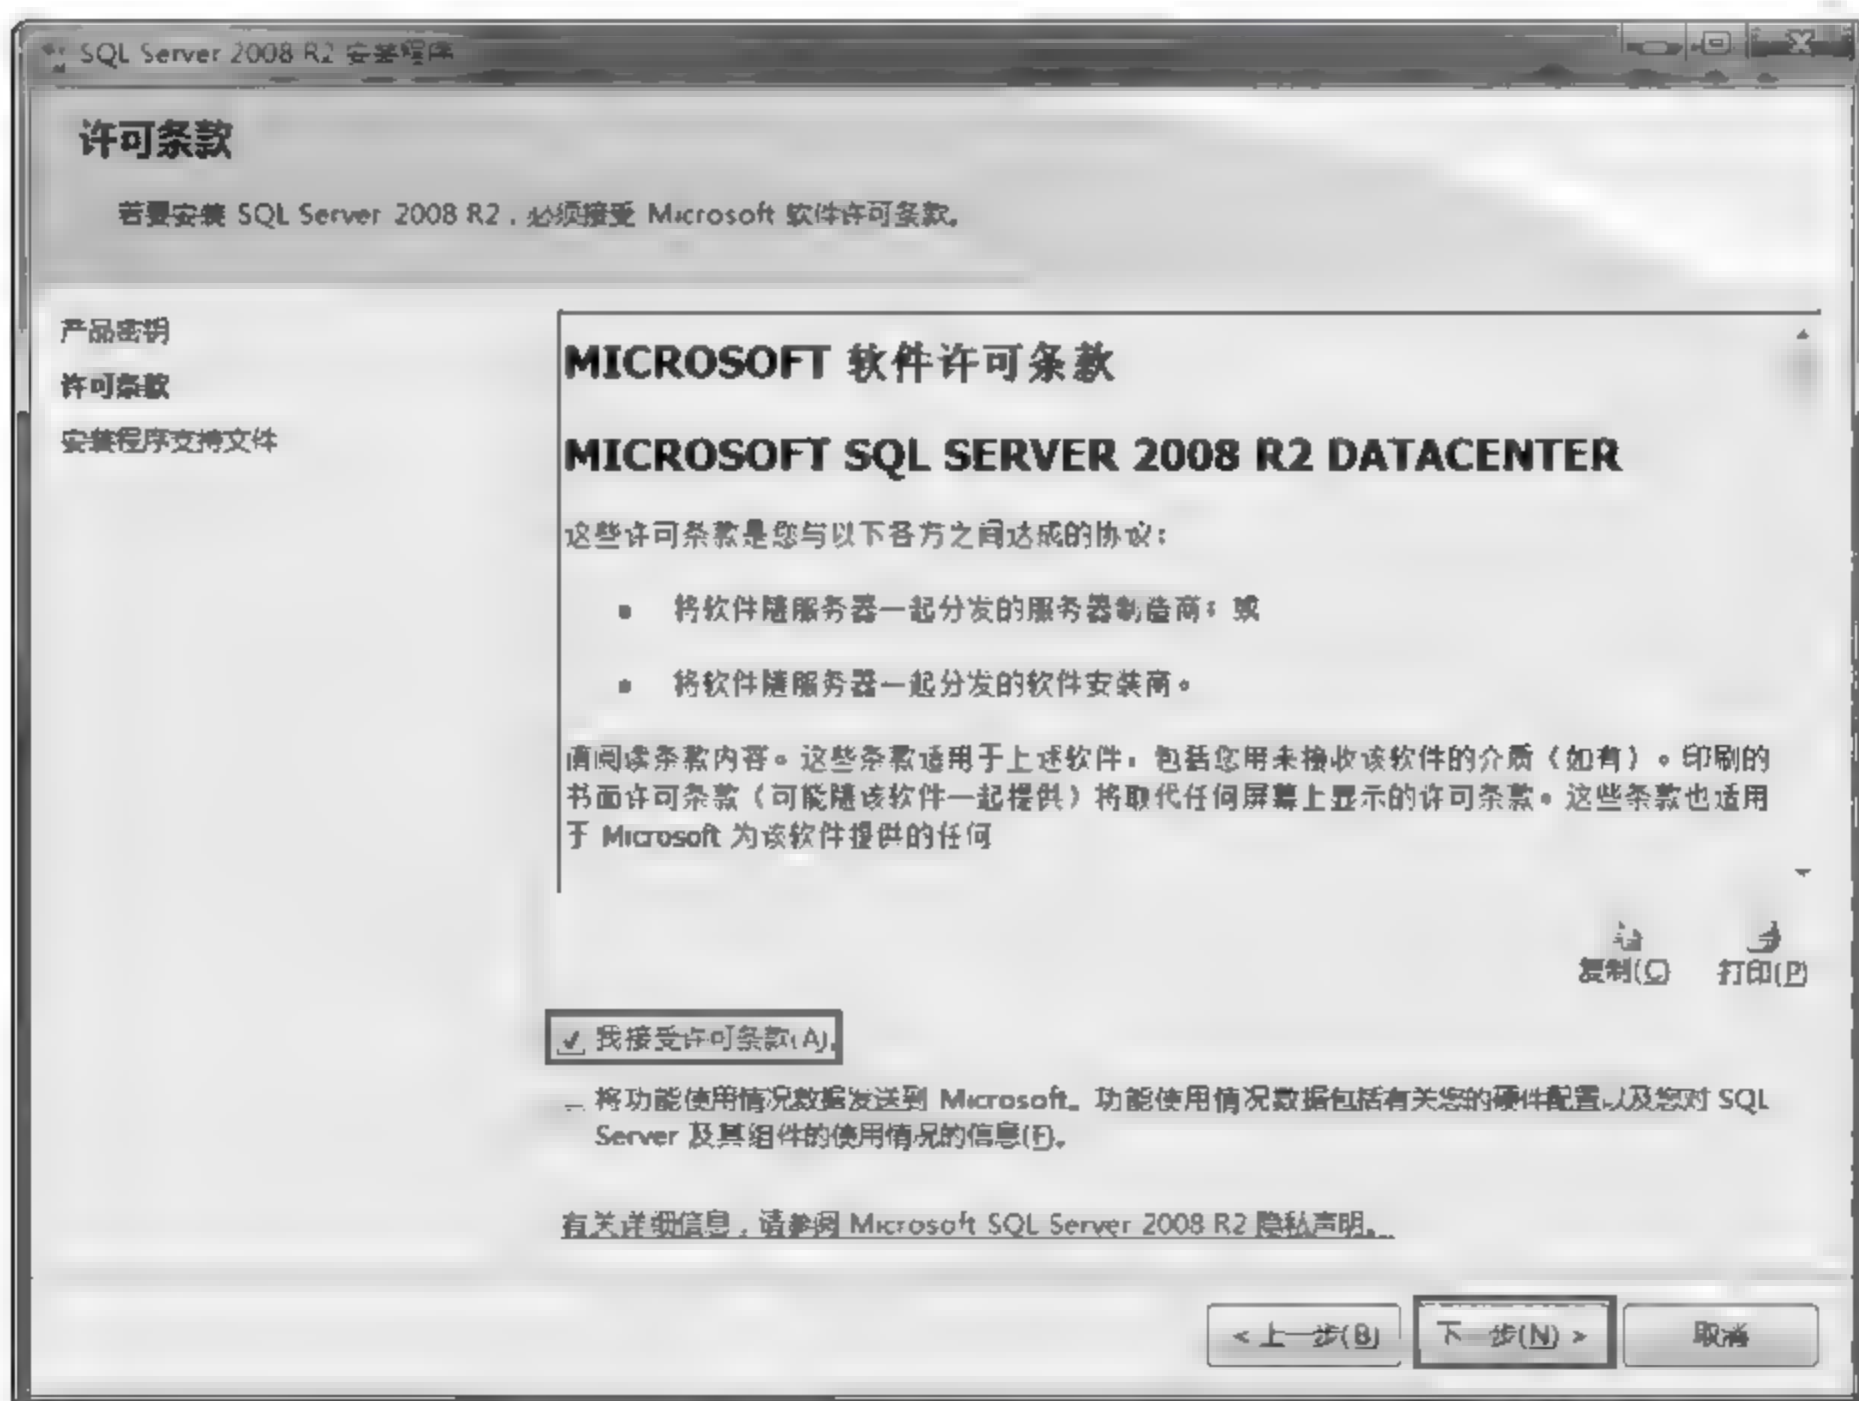 SQL Server 2008 R2 安装程序
许可条款
若要安装 SQL Server 2008 R2，必须接受 Microsoft 软件许可条款。
产品密钥
许可条款
安装程序支持文件
MICROSOFT 软件许可条款
MICROSOFT SQL SERVER 2008 R2 DATACENTER
这些许可条款是您与以下各方之间达成的协议：
• 将软件随服务器一起分发的服务器制造商；或
• 将软件随服务器一起分发的软件安装商。
请阅读条款内容。这些条款适用于上述软件，包括您用来接收该软件的介质（如有）。印刷的
书面许可条款（可能随该软件一起提供）将取代任何屏幕上显示的许可条款。这些条款也适用
于 Microsoft 为该软件提供的任何
复制(C) 打印(P)
我接受许可条款(A)。
将功能使用情况数据发送到 Microsoft。功能使用情况数据包括有关您的硬件配置以及您对 SQL
Server 及其组件的使用情况的信息(F)。
有关详细信息，请参阅 Microsoft SQL Server 2008 R2 隐私声明。
< 上一步(B) 下一步(N) > 取消